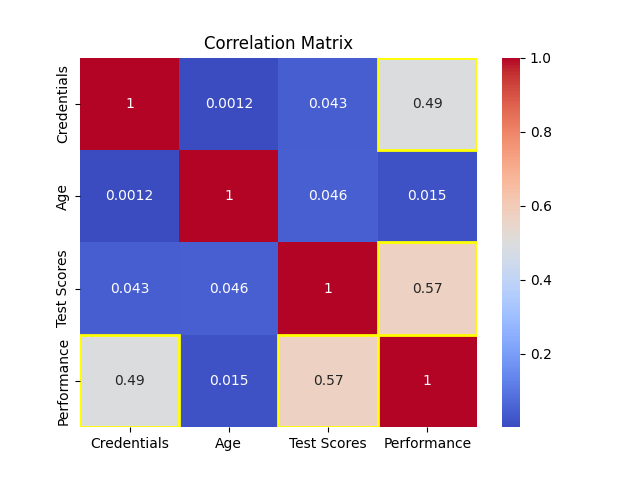 Correlation Matrix
Credentials
1
0.0012
0.043
0.49
Age
0.0012
1
0.046
0.015
Test Scores
0.043
0.046
1
0.57
Performance
0.49
0.015
0.57
1
Credentials
Age
Test Scores
Performance
1.0
0.8
0.6
0.4
0.2